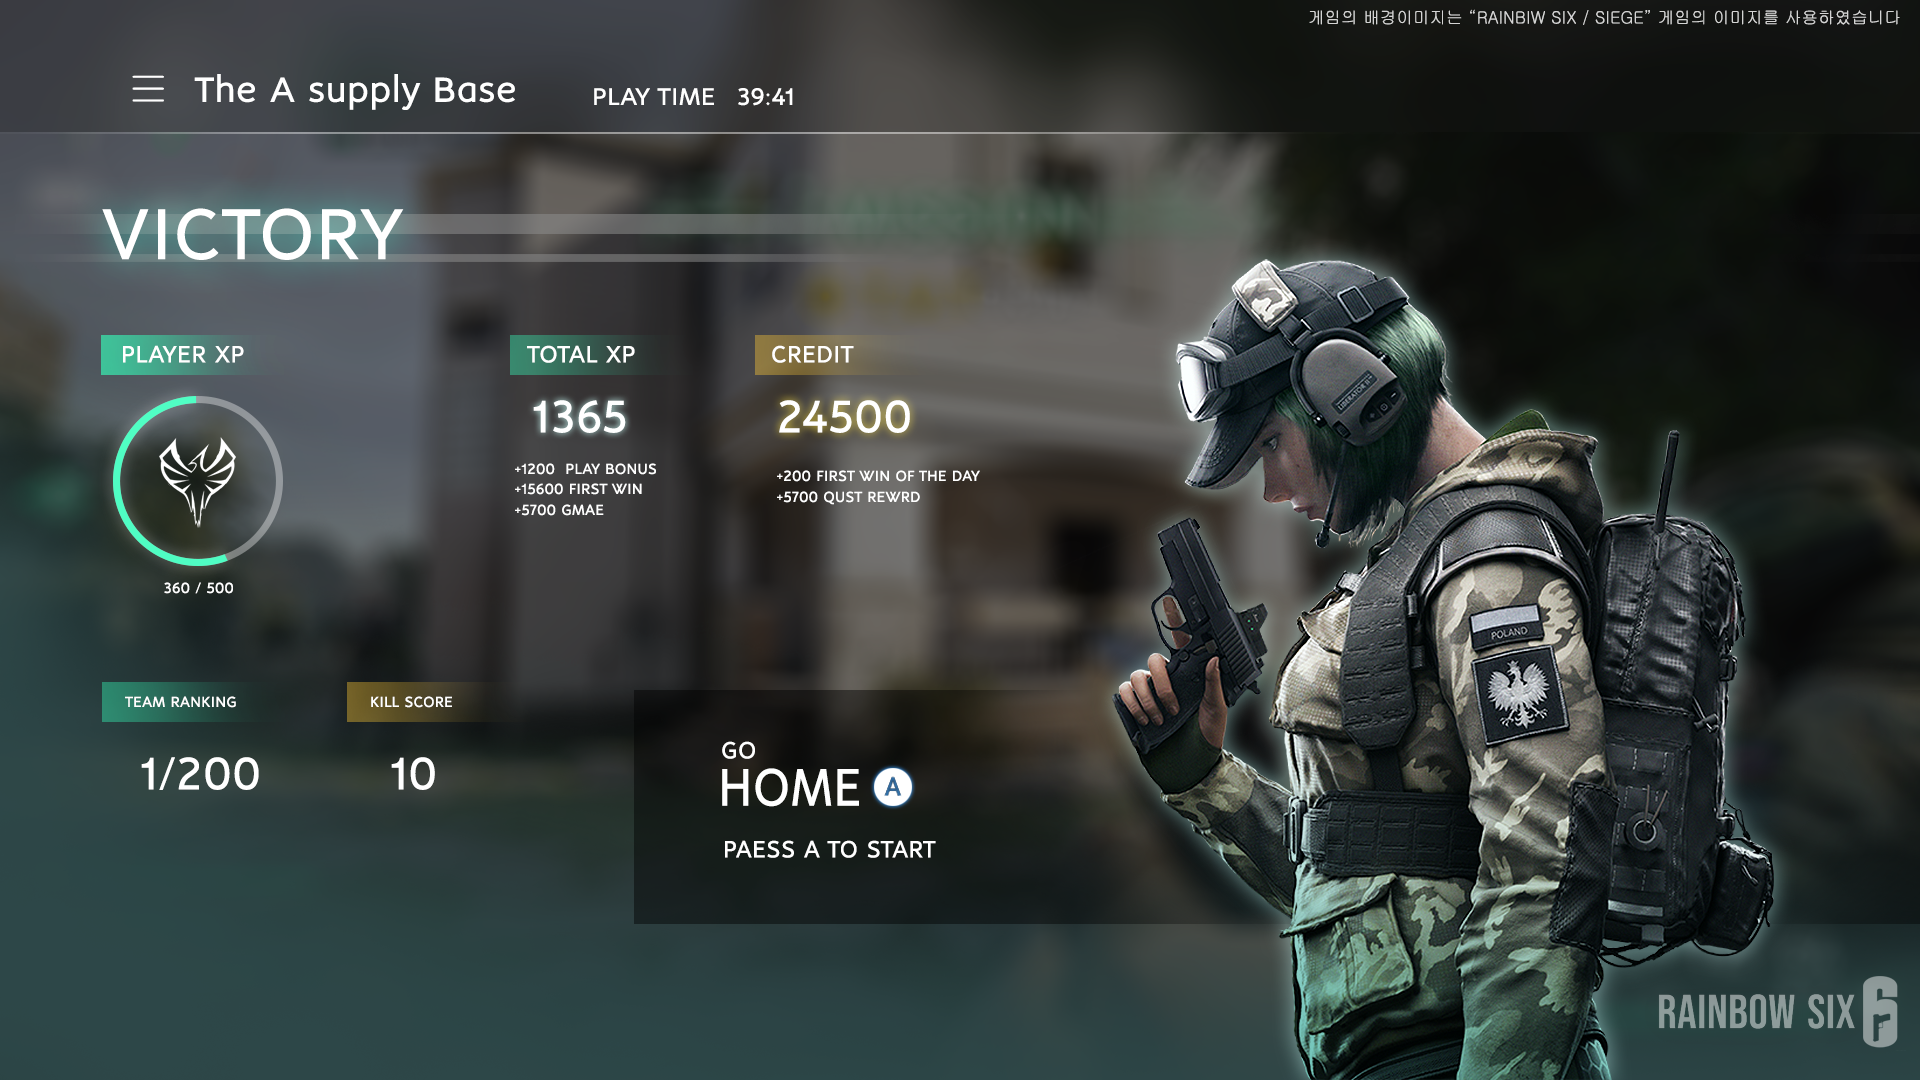 게임의 배경이미지는 “RAINBIW SIX / SIEGE” 게임의 이미지를 사용하였습니다
The A supply Base
PLAY TIME 39:41
VICTORY
PLAYER XP
360 / 500
TOTAL XP
1365
+1200 PLAY BONUS
+15600 FIRST WIN
+5700 GMAE
CREDIT
24500
+200 FIRST WIN OF THE DAY
+5700 QUST REWRD
LIBERATOR II™
POLAND
TEAM RANKING
1/200
KILL SCORE
10
GO
HOME A
PAESS A TO START
RAINBOW SIX 6